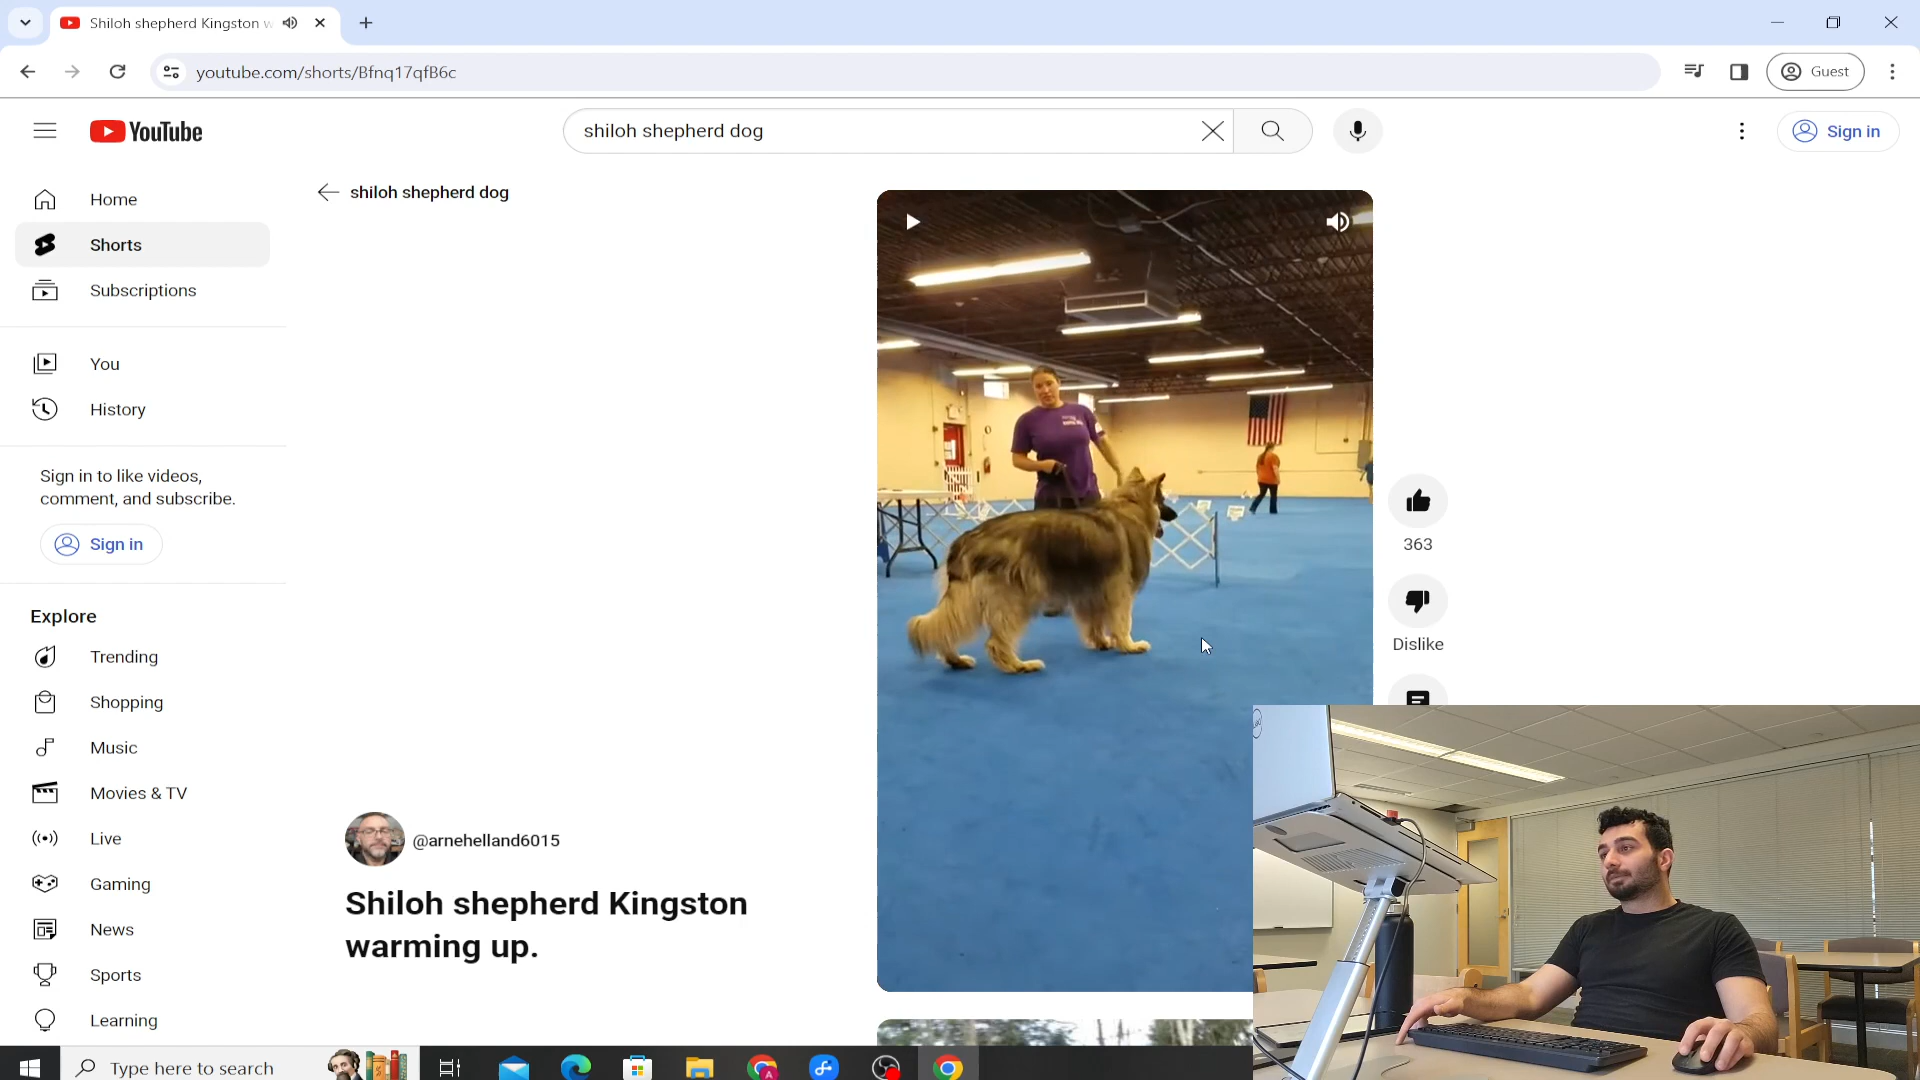 Shiloh shepherd Kingston w
youtube.com/shorts/Bfnq17qfB6c
Guest
YouTube
shiloh shepherd dog
Sign in
Home
Shorts
Subscriptions
You
History
Sign in to like videos,
comment, and subscribe.
Sign in
Explore
Trending
Shopping
Music
Movies & TV
Live
Gaming
News
Sports
Learning
shiloh shepherd dog
@arnehelland6015
Shiloh shepherd Kingston
warming up.
363
Dislike
Type here to search